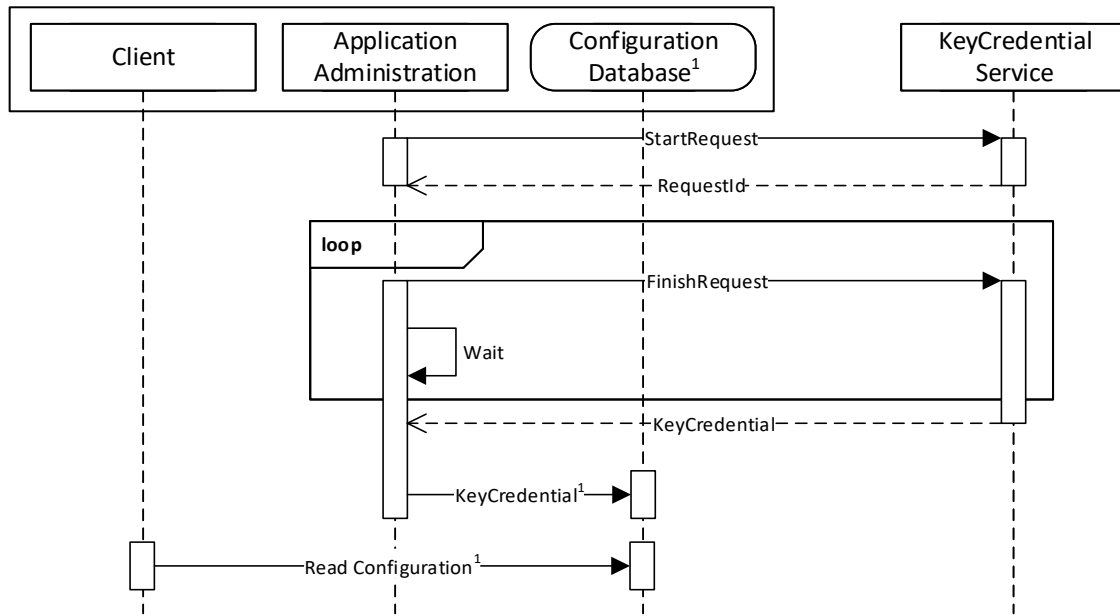 Client
Application
Administration
Configuration
Database¹
KeyCredential
Service
StartRequest
RequestId
loop
FinishRequest
Wait
KeyCredential
KeyCredential¹
Read Configuration¹